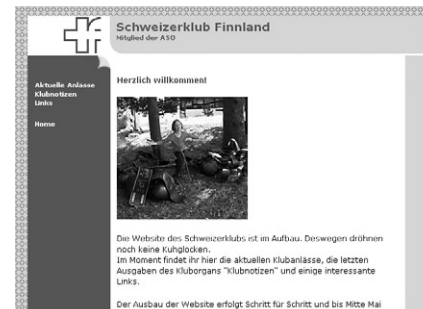 Schweizerklub Finnland
Mitglied der ASO
Aktuelle Anlässe
Klubnotizen
Links
Home
Herzlich willkommen!
Die Website des Schweizerklubs ist im Aufbau. Deswegen dröhnen
noch keine Kuhglocken.
Im Moment findet ihr hier die aktuellen Klubanlässe, die letzten
Ausgaben des Kluborgans "Klubnotizen" und einige interessante
Links.
Der Ausbau der Website erfolgt Schritt für Schritt und bis Mitte Mai